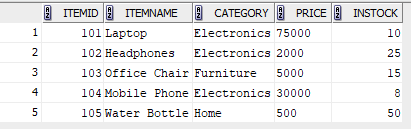 ITEMID ITEMNAME CATEGORY PRICE INSTOCK
1 101 Laptop Electronics 75000 10
2 102 Headphones Electronics 2000 25
3 103 Office Chair Furniture 5000 15
4 104 Mobile Phone Electronics 30000 8
5 105 Water Bottle Home 500 50